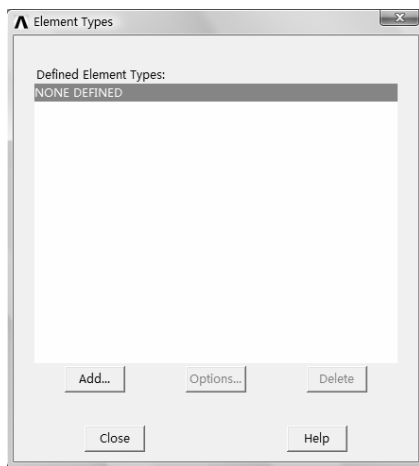 Element Types
Defined Element Types:
NONE DEFINED
Add... Options... Delete
Close Help